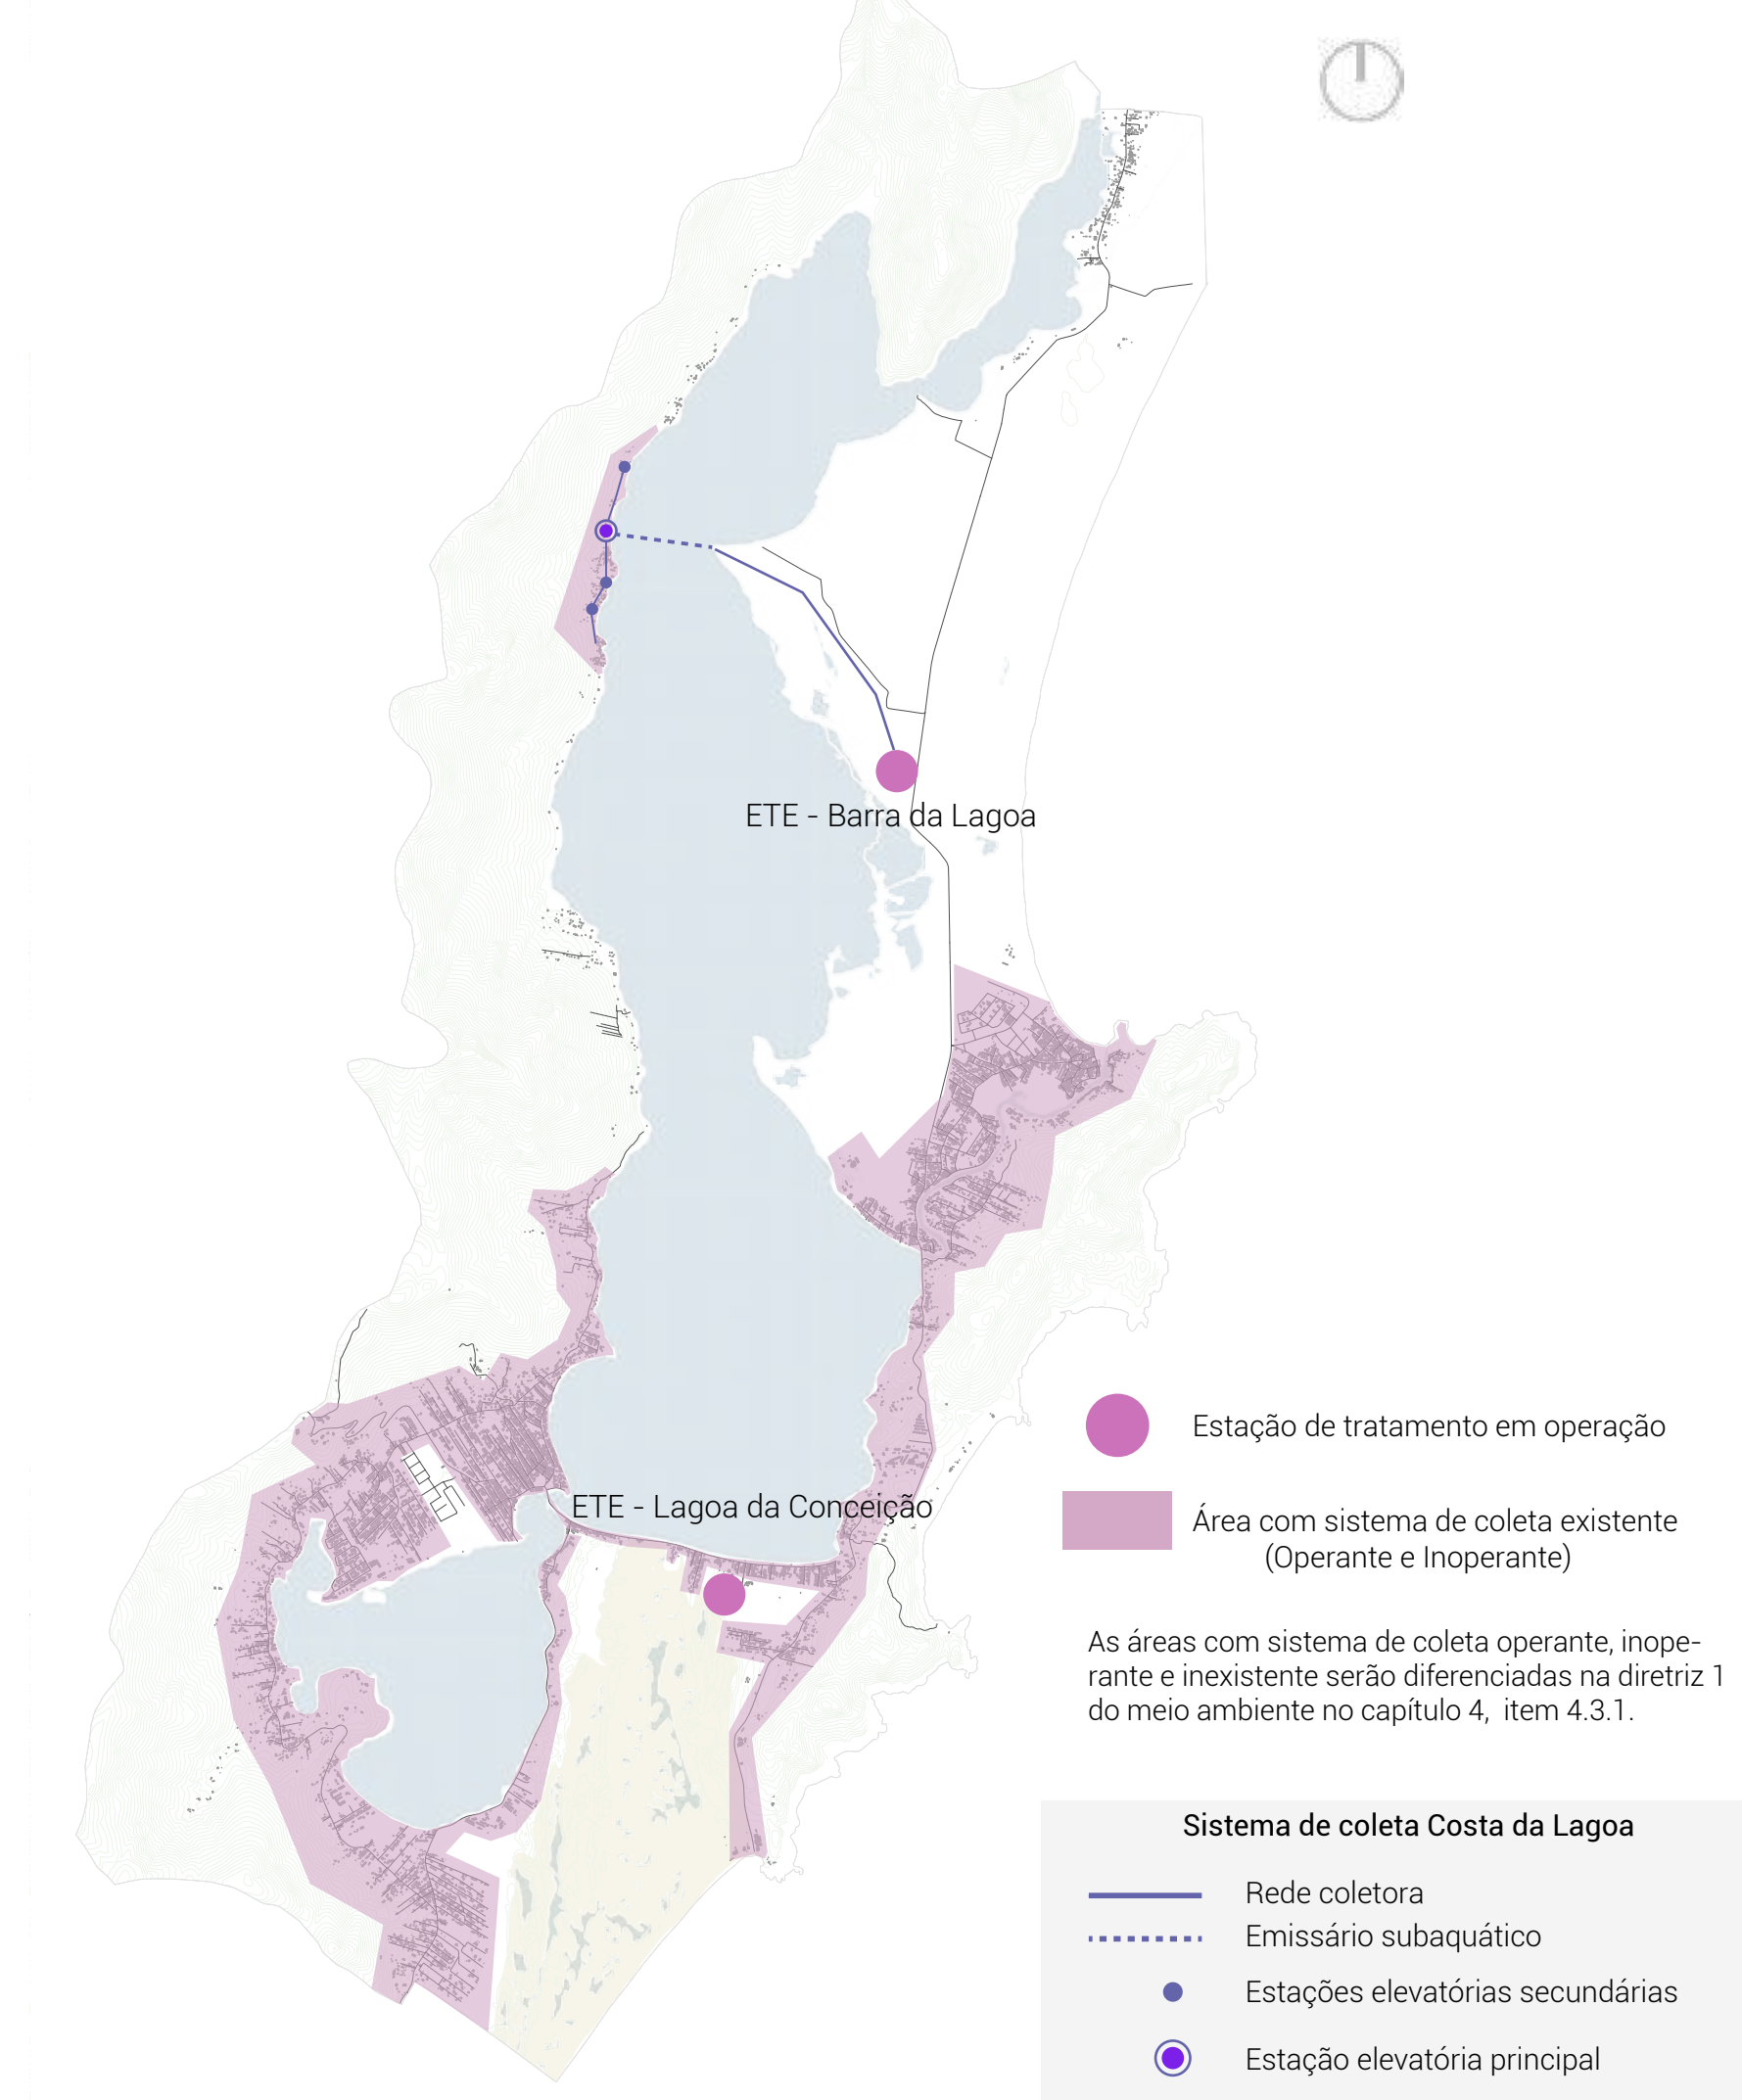 ETE - Barra da Lagoa
ETE - Lagoa da Conceição
Estação de tratamento em operação
Área com sistema de coleta existente
(Operante e Inoperante)
As áreas com sistema de coleta operante, inope-
rante e inexistente serão diferenciadas na diretriz 1
do meio ambiente no capítulo 4, item 4.3.1.
Sistema de coleta Costa da Lagoa
Rede coletora
Emissário subaquático
Estações elevatórias secundárias
Estação elevatória principal